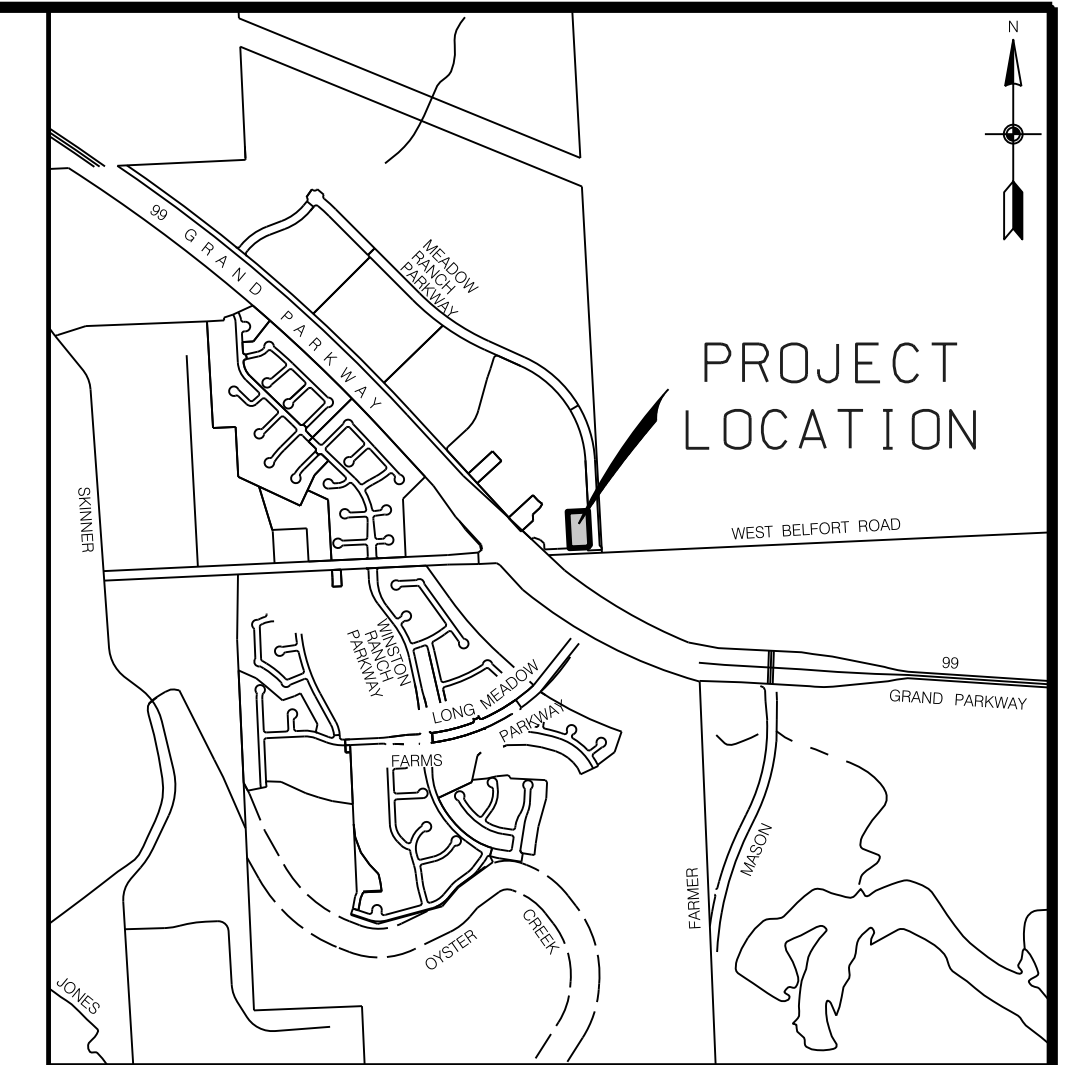 N
99 GRAND PARKWAY
MEADOW
RANCH
PARKWAY
PROJECT
LOCATION
SKINNER
WEST BELFORT ROAD
WINSTON
RANCH
PARKWAY
LONG MEADOW
FARMS
PARKWAY
99
GRAND PARKWAY
MASON
FARMER
OYSTER
CREEK
JONES